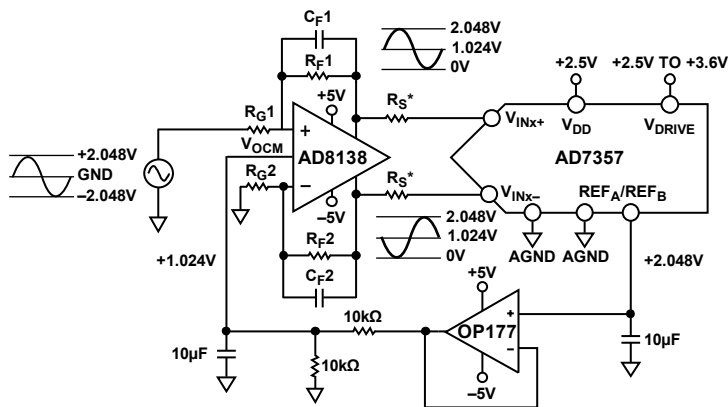 CF1
2.048V
1.024V
0V
RF1
+2.5V
+2.5V TO +3.6V
+5V
RG1
RS*
VINx+
VDD
VDRIVE
+
VOCM
AD8138
AD7357
+2.048V
GND
–2.048V
RG2
–
RS*
VINx–
REFA/REFB
–5V
2.048V
1.024V
0V
RF2
AGND
AGND
+1.024V
CF2
+2.048V
+5V
10kΩ
+
OP177
–
10µF
10kΩ
10µF
–5V